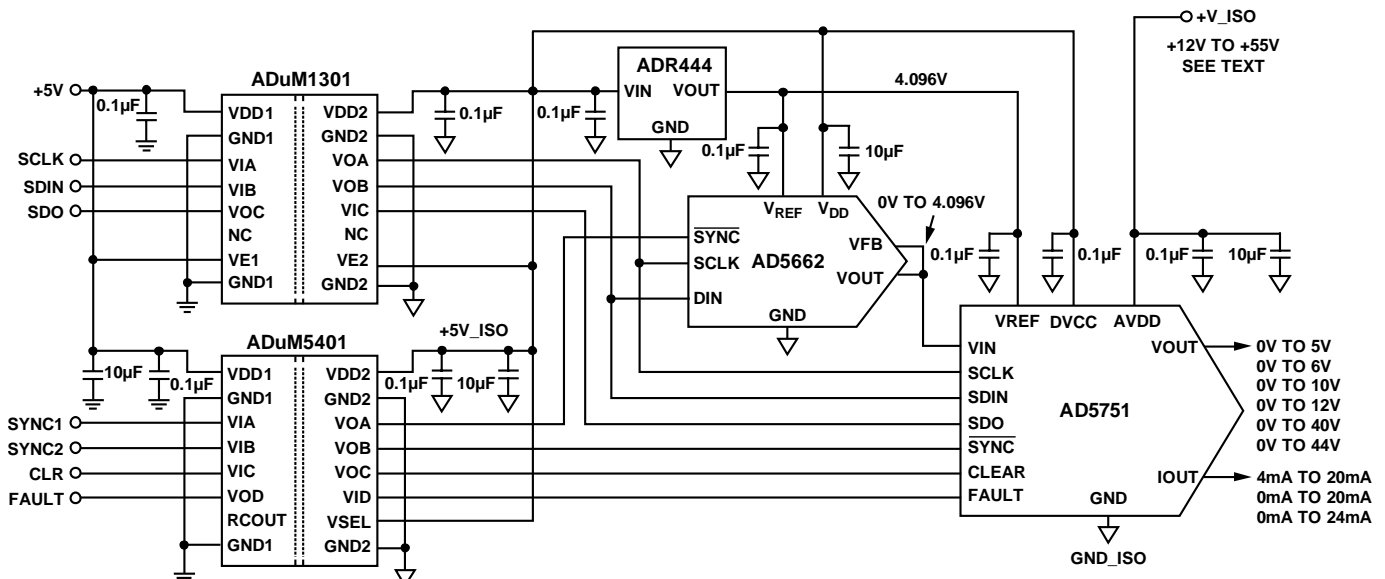 +V_ISO
+12V TO +55V
SEE TEXT
+5V
0.1µF
ADuM1301
VDD1
GND1
VIA
VIB
VOC
NC
VE1
GND1
VDD2
GND2
VOA
VOB
VIC
NC
VE2
GND2
SCLK
SDIN
SDO
0.1µF
0.1µF
ADR444
VIN
VOUT
GND
4.096V
0.1µF
10µF
VREF
VDD
SYNC
SCLK
DIN
AD5662
VFB
VOUT
GND
0V TO 4.096V
0.1µF
0.1µF
0.1µF
10µF
10µF
0.1µF
ADuM5401
VDD1
GND1
VIA
VIB
VIC
VOD
RCOUT
GND1
VDD2
GND2
VOA
VOB
VOC
VID
VSEL
GND2
SYNC1
SYNC2
CLR
FAULT
+5V_ISO
0.1µF
10µF
VREF
DVCC
AVDD
VIN
SCLK
SDIN
SDO
SYNC
CLEAR
FAULT
AD5751
VOUT
IOUT
GND
GND_ISO
0V TO 5V
0V TO 6V
0V TO 10V
0V TO 12V
0V TO 40V
0V TO 44V
4mA TO 20mA
0mA TO 20mA
0mA TO 24mA